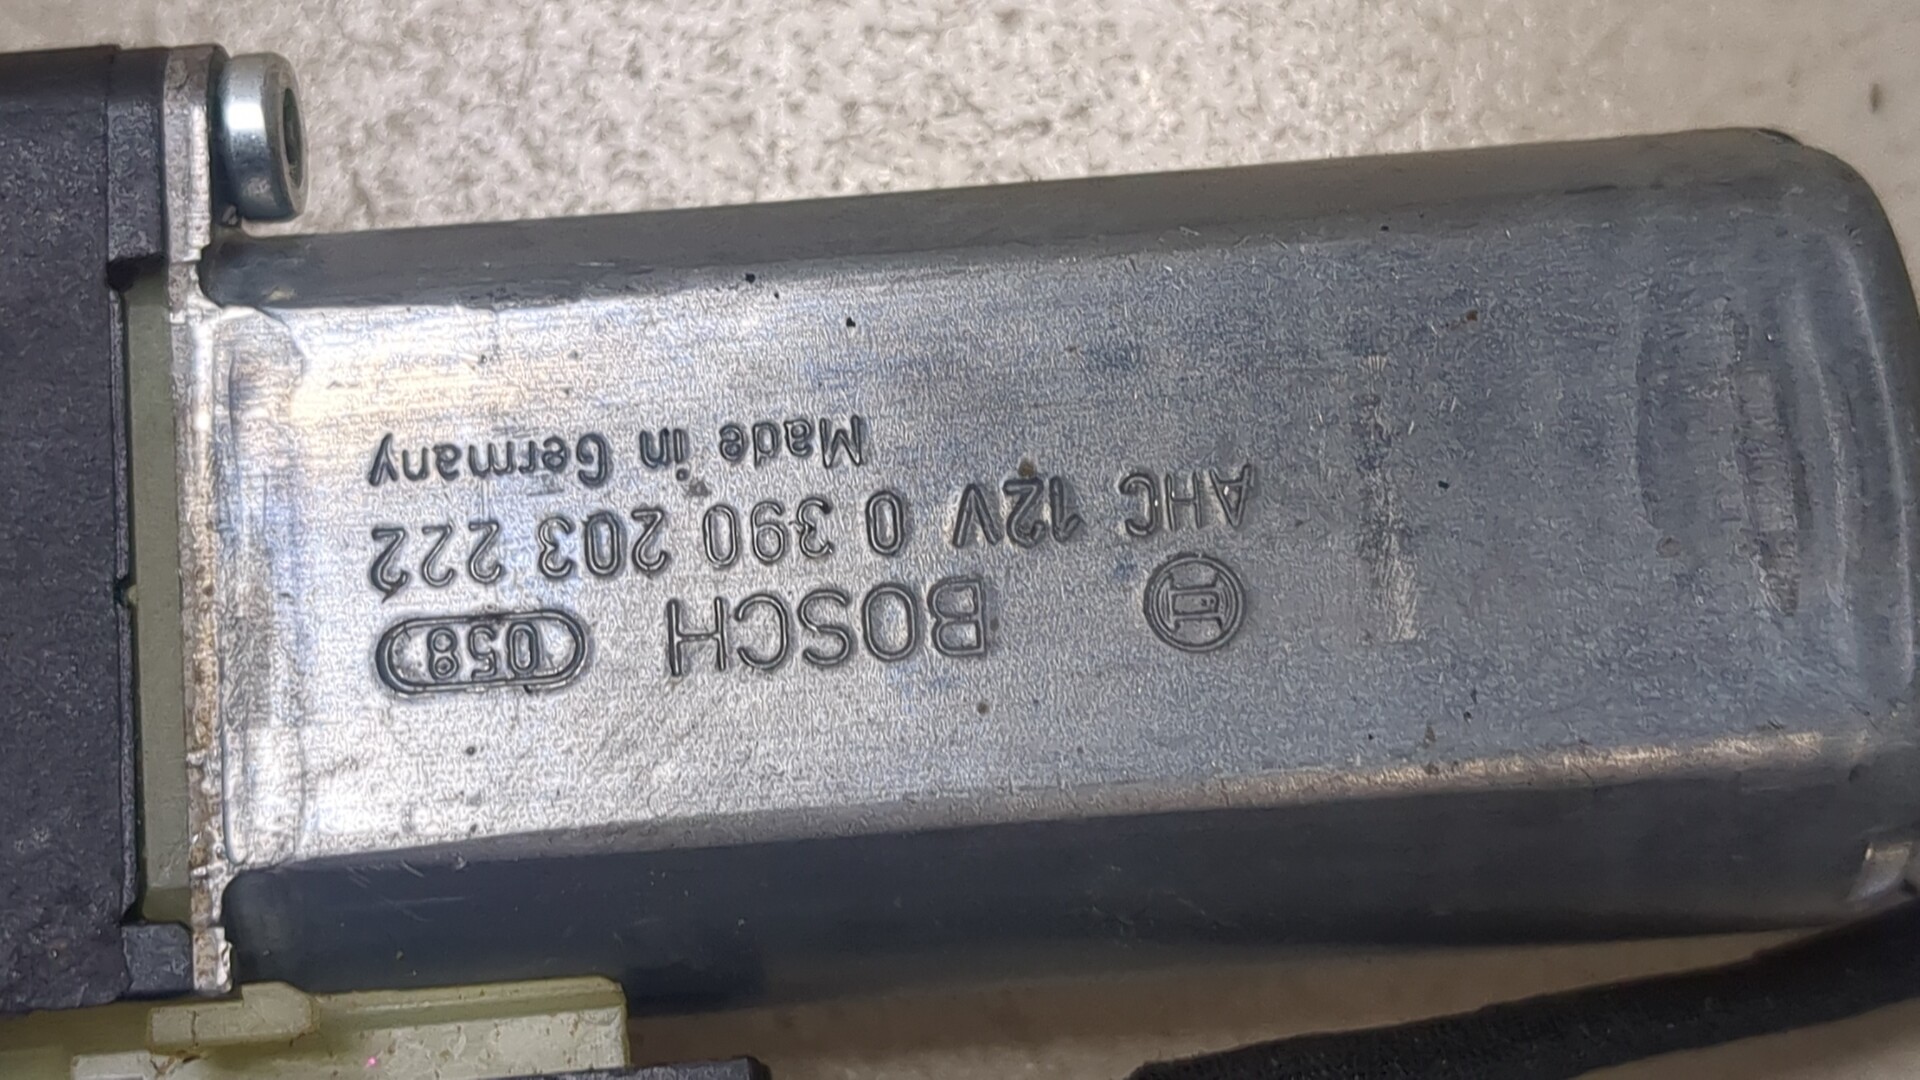 BOSCH 058
AHC 12V 0 390 203 222
Made in Germany